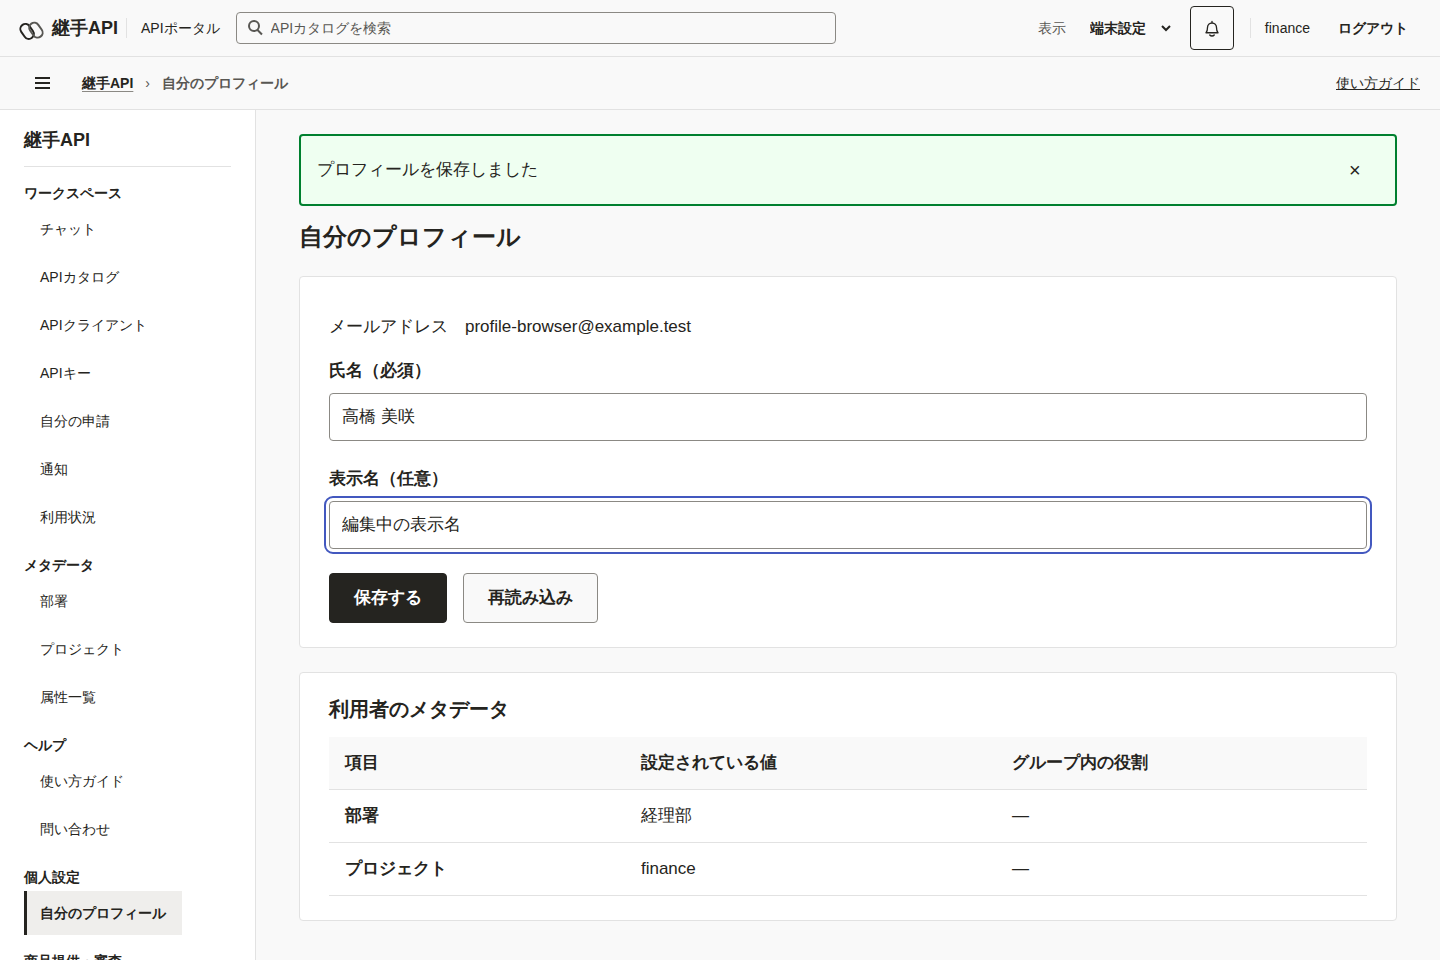 継手API
APIポータル
APIカタログを検索
表示
端末設定
finance
ログアウト
継手API › 自分のプロフィール
使い方ガイド
継手API
ワークスペース
チャット
APIカタログ
APIクライアント
APIキー
自分の申請
通知
利用状況
メタデータ
部署
プロジェクト
属性一覧
ヘルプ
使い方ガイド
問い合わせ
個人設定
自分のプロフィール
プロフィールを保存しました ×
自分のプロフィール
メールアドレス profile-browser@example.test
氏名（必須）
高橋 美咲
表示名（任意）
編集中の表示名
保存する 再読み込み
利用者のメタデータ
項目 設定されている値 グループ内の役割
部署 経理部 —
プロジェクト finance —